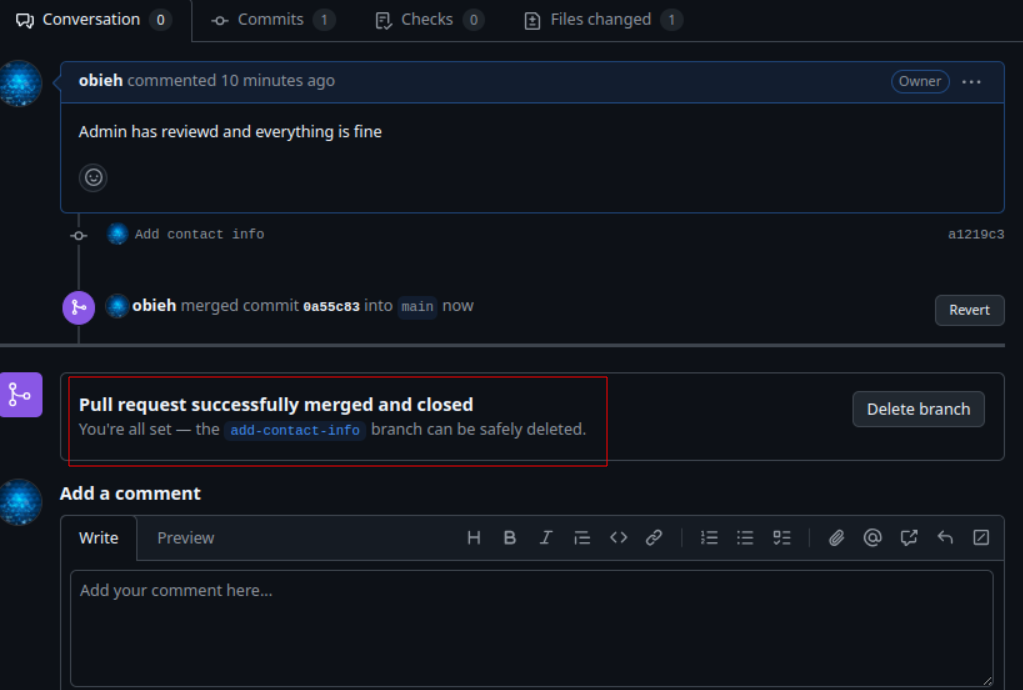 Conversation 0 Commits 1 Checks 0 Files changed 1
obieh commented 10 minutes ago Owner
Admin has reviewd and everything is fine
Add contact info a1219c3
obieh merged commit 0a55c83 into main now Revert
Pull request successfully merged and closed
You're all set — the add-contact-info branch can be safely deleted.
Delete branch
Add a comment
Write Preview H B I
Add your comment here...